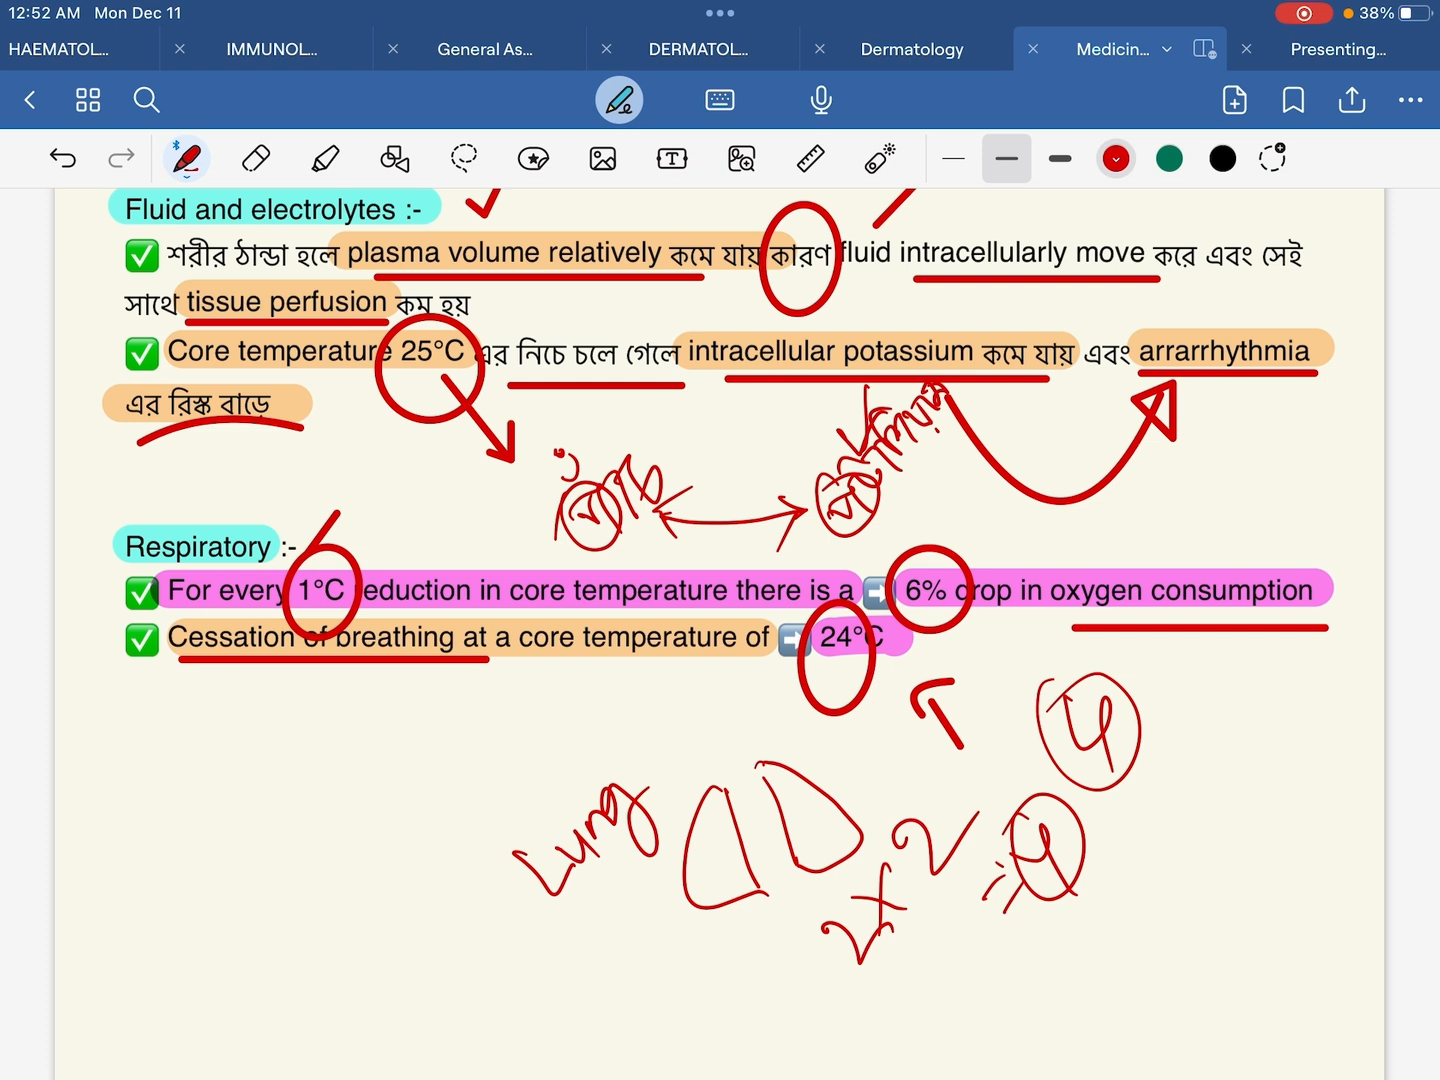 12:52 AM Mon Dec 11
38%
HAEMATOL...
IMMUNOL...
General As...
DERMATOL...
Dermatology
Medicin...
Presenting...
Fluid and electrolytes :-
✅ শরীর ঠান্ডা হলে plasma volume relatively কমে যায় কারণ fluid intracellularly move করে এবং সেই
সাথে tissue perfusion কম হয়
✅ Core temperature 25°C এর নিচে চলে গেলে intracellular potassium কমে যায় এবং arrarrhythmia
এর রিস্ক বাড়ে
Respiratory :-
✅ For every 1°C reduction in core temperature there is a ➡️ 6% drop in oxygen consumption
✅ Cessation of breathing at a core temperature of ➡️ 24°C
Lung
2+2